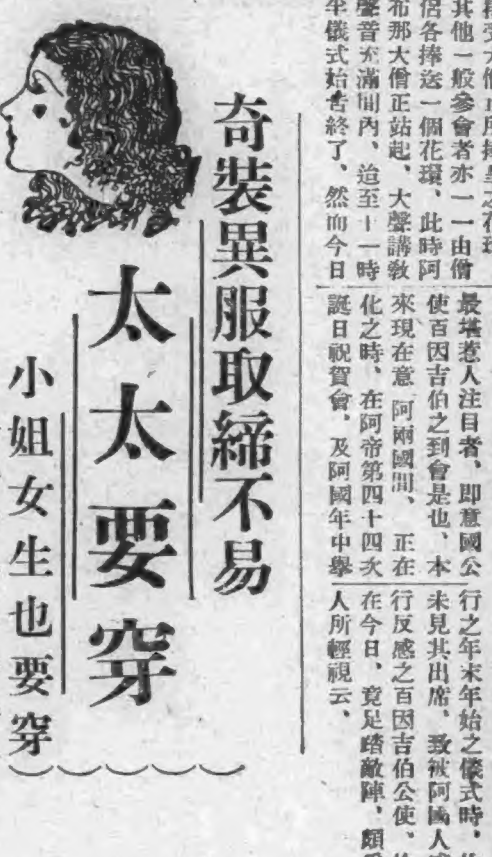 其他一般參會者亦一一由僧
侶各捧送一個花環、此時阿
布那大僧正站起、大聲講教
聲音充滿間內、迨至十一時
半儀式始告終了、然而今日
最堪惹人注目者、即意國公
使百因吉伯之到會是也、本
來現在意阿兩國間、正在
化之時、在阿帝第四十四次
誕日祝賀會、及阿國年中舉
行之年末年始之儀式時、
未見其出席、致被阿國人
行反感之百因吉伯公使、
在今日、竟足踏敵陣、頗
人所輕視云、
奇裝異服取締不易
太太要穿
小姐女生也要穿